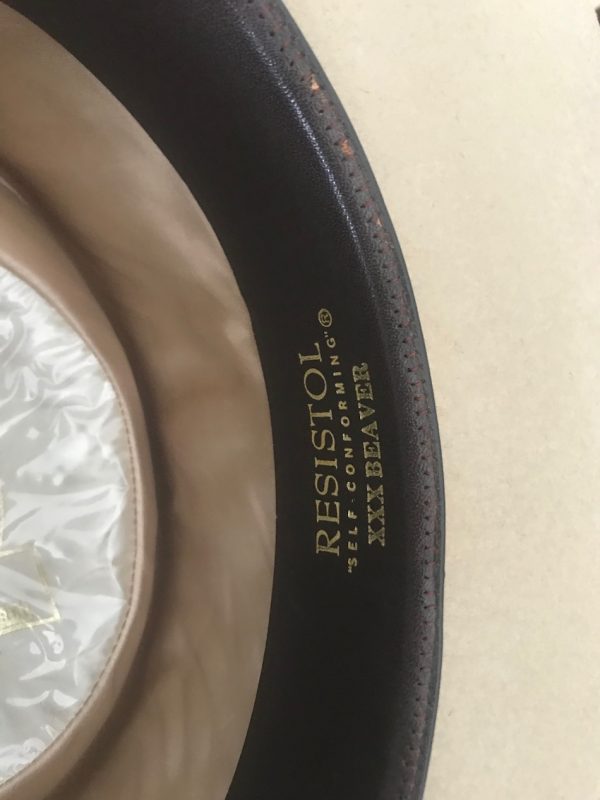 RESISTOL
"SELF-CONFORMING"®
XXX BEAVER